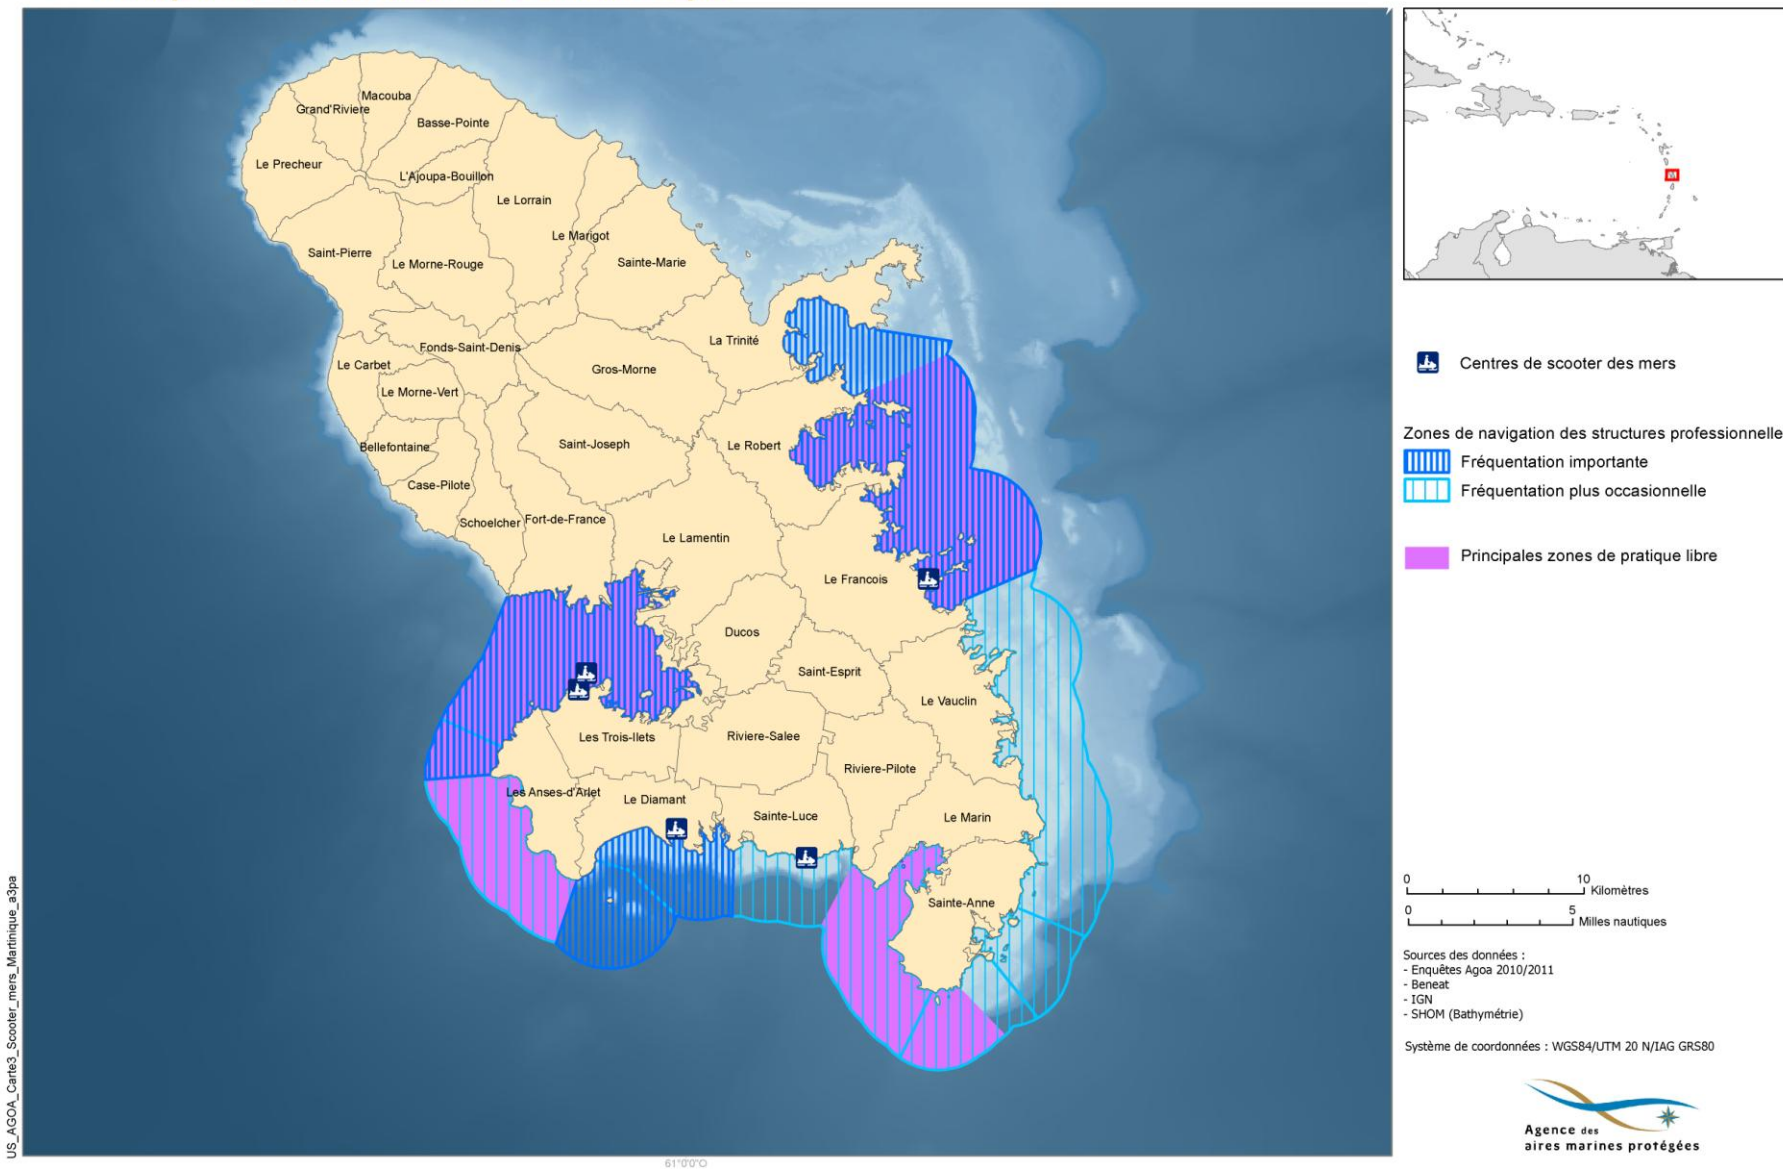 Macouba
Grand'Riviere
Basse-Pointe
Le Precheur
L'Ajoupa-Bouillon
Le Lorrain
Le Marigot
Saint-Pierre
Le Morne-Rouge
Sainte-Marie
La Trinité
Fonds-Saint-Denis
Le Carbet
Gros-Morne
Le Morne-Vert
Bellefontaine
Saint-Joseph
Le Robert
Case-Pilote
Schoelcher
Fort-de-France
Le Lamentin
Le Francois
Ducos
Saint-Esprit
Le Vauclin
Les Trois-Ilets
Riviere-Salee
Riviere-Pilote
Les Anses-d'Arlet
Le Diamant
Sainte-Luce
Le Marin
Sainte-Anne
61°0'0"O
US_AGOA_Carte3_Scooter_mers_Martinique_a3pa
Centres de scooter des mers
Zones de navigation des structures professionnelle
Fréquentation importante
Fréquentation plus occasionnelle
Principales zones de pratique libre
0 10 Kilomètres
0 5 Milles nautiques
Sources des données :
- Enquêtes Agoa 2010/2011
- Beneat
- IGN
- SHOM (Bathymétrie)
Système de coordonnées : WGS84/UTM 20 N/IAG GRS80
Agence des
aires marines protégées